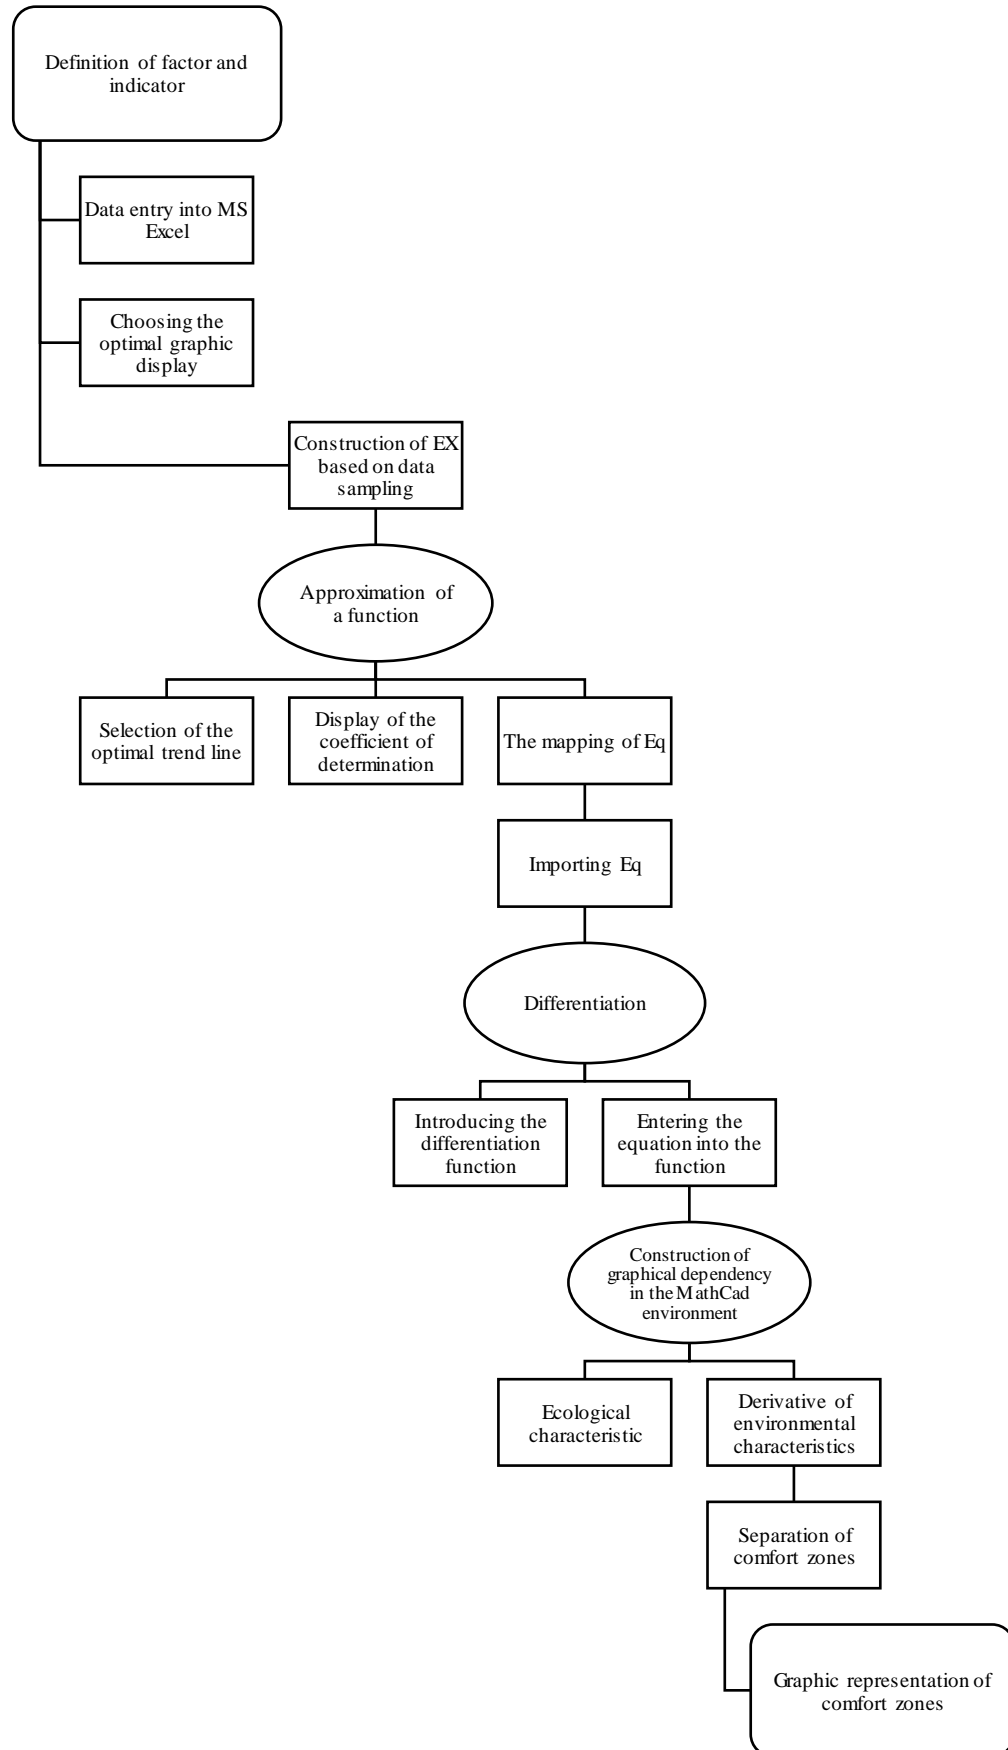 Definition of factor and
indicator
Data entry into MS
Excel
Choosing the
optimal graphic
display
Construction of EX
based on data
sampling
Approximation of
a function
Selection of the
optimal trend line
Display of the
coefficient of
determination
The mapping of Eq
Importing Eq
Differentiation
Introducing the
differentiation
function
Entering the
equation into the
function
Construction of
graphical dependency
in the MathCad
environment
Ecological
characteristic
Derivative of
environmental
characteristics
Separation of
comfort zones
Graphic representation of
comfort zones